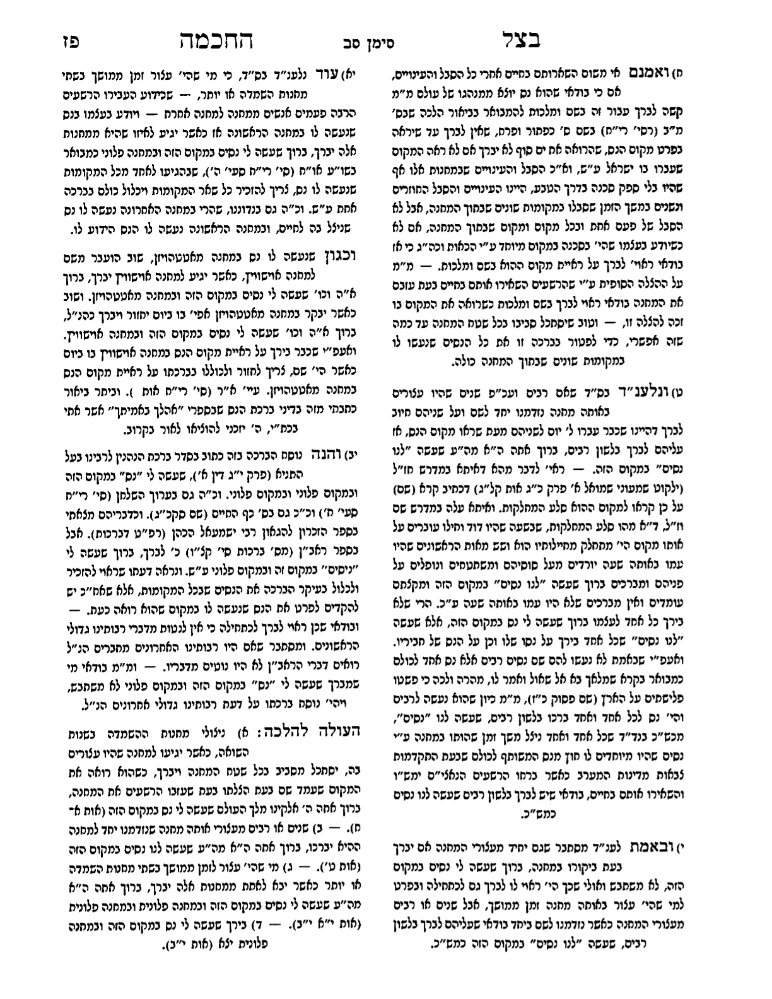 בצל
סימן סב
החכמה
פז
ח) ואמנם אי משום השארותם בחיים אחרי כל הסבל והעינויים,
אם כי בודאי שהוא נס יוצא ממנהגו של עולם מ״מ
קשה לברך עבור זה בשם ומלכות להמבואר בביאור הלכה שבס׳
מ״ב (רסי׳ רי״ח) בשם ס׳ כפתור ופרח, שאין לברך עד שיראה
בפרט מקום הנס, שהרואה את ים סוף לא יברך אם לא ראה המקום
שעברו בו ישראל ע״ש, וא״כ הסבל והעינויים שבמחנות אלו אף
שהיו בלי ספק סכנה בדרך הטבע, היינו העינויים והסבל החוזרים
ונשנים במשך הזמן שסבלו במקומות שונים שבתוך המחנה, אבל לא
הסבל של פעם אחת ובכל מקום ומקום שבתוך המחנה, אם לא
כשיודע בעצמו שהי׳ בסכנה במקום מיוחד ע״י הכאות וכה״ג כי אז
בודאי ראוי׳ לברך על ראיית מקום ההוא בשם ומלכות. — מ״מ
על ההצלה הסופית ע״י שהרשעים השאירו אותם בחיים בעת עזבם
את המחנה בודאי ראוי לברך בשם ומלכות כשרואה את המקום בו
זכה להצלה זו, — וטוב שיסתכל סביבו בכל שטח המחנה עד כמה
שזה אפשרי, כדי לפטור בברכה זו את כל הנסים שנעשו לו
במקומות שונים שבתוך המחנה כולה.
ט) ונלענ״ד בס״ד שאם רבים ועכ״פ שנים שהיו עצורים
באותה מחנה נזדמנו יחד לשם ועל שניהם חיוב
לברך דהיינו שכבר עברו ל׳ יום לשניהם מעת שראו מקום הנס, אז
עליהם לברך בלשון רבים, ברוך אתה ה״א מה״ע שעשה ״לנו
נסים״ במקום הזה. — ראי׳ לדבר מהא דאיתא במדרש חז״ל
(ילקוט שמעוני שמואל א׳ פרק כ״ג אות קל״ג) דכתיב קרא (שם)
על כן קראו למקום ההוא סלע המחלקות. ואיתא עלה במדרש שם
וז״ל, ד״א מהו סלע המחלקות, שבשעה שהיו דוד וחילו עוברים על
אותו מקום הי׳ מתחלק מחיילותיו הוא ושש מאות הראשונים שהיו
עמו באותה שעה יורדים מעל סוסיהם ומשתטחים ונופלים על
פניהם ומברכים ברוך שעשה ״לנו נסים״ במקום הזה ומקצתם
עומדים ואין מברכים שלא היו עמו באותה שעה ע״כ. הרי שלא
בירך כל אחד לעצמו ברוך שעשה לי נס במקום הזה, אלא שעשה
״לנו נסים״ שכל אחד בירך על נסו שלו וכן על הנס של חביריו.
ואעפ״י שבאמת לא נעשו להם שם נסים רבים אלא נס אחד לכולם
כמבואר בקרא שמלאך בא אל שאול ואמר לו, מהרה ולכה כי פשטו
פלישתים על הארץ (שם פסוק כ״ז), מ״מ כיון שהוא נעשה לרבים
והי׳ נס לכל אחד ואחד ברכו בלשון רבים, שעשה לנו ״נסים״,
מכש״כ בנד״ד שכל אחד ואחד ניצל משך זמן שהותו במחנה ע״י
נסים שהיו מיוחדים לו חוץ מנס המשותף לכולם שבעת התקדמות
צבאות מדינות המערב כאשר ברחו הרשעים הנאצי״ם ימש״ו
והשאירו אותם בחיים, בודאי שיש לברך בלשון רבים שעשה לנו נסים
כמש״כ.
י) ובאמת לענ״ד מסתבר שגם יחיד מעצורי המחנה אם יברך
בעת ביקורו במחנה, ברוך שעשה לי נסים במקום
הזה, לא משתבש ואולי שכך הי׳ ראוי לו לברך גם לכתחילה ובפרט
למי שהי׳ עצור באותה מחנה זמן ממושך, אבל שנים או רבים
מעצורי המחנה כאשר נזדמנו לשם ביחד בודאי שעליהם לברך בלשון
רבים, שעשה ״לנו נסים״ במקום הזה כמש״כ.
יא) עוד נלענ״ד בס״ד, כי מי שהי׳ עצור זמן ממושך בשתי
מחנות השמדה או יותר, — שכידוע העבירו הרשעים
הרבה פעמים אנשים ממחנה למחנה אחרת — ויודע בעצמו בנס
שנעשה לו במחנה הראשונה אז כאשר יגיע לאיזו שהיא ממחנות
אלה יברך, ברוך שעשה לי נסים במקום הזה ובמחנה פלוני כמבואר
בשו״ע או״ח (סי׳ רי״ח סעי׳ ה׳), שבהגיעו לאחד מכל המקומות
שנעשה לו נס, צריך להזכיר כל שאר המקומות ויכלול כולם בברכה
אחת ע״ש. וכ״ה גם בנדוננו, שהרי במחנה האחרונה נעשה לו נס
שניצל בה לחיים, ובמחנה הראשונה נעשה לו הנס הידוע לו.
וכגון שנעשה לו נס במחנה מאטטהויזן, שוב הועבר משם
למחנה אוישוויץ, כאשר יגיע למחנה אוישוויץ יברך, ברוך
א״ה וכו׳ שעשה לי נסים במקום הזה ובמחנה מאטטהויזן. ושוב
כאשר יבקר במחנה מאטטהויזן אפי׳ בו ביום יחזור ויברך כהנ״ל,
ברוך א״ה וכו׳ שעשה לי נסים במקום הזה ובמחנה אוישוויץ.
ואעפ״י שכבר בירך על ראיית מקום הנס במחנה אוישוויץ בו ביום
כאשר הי׳ שם, צריך לחזור ולכוללו בברכתו על ראיית מקום הנס
במחנה מאטטהויזן. עיי׳ א״ר (סי׳ רי״ח אות ). וביתר ביאור
כתבתי מזה בדיני ברכת הנס שבספרי ״אהלך באמיתך״ אשר אתי
בכת״י, ה׳ יזכני להוציאו לאור בקרוב.
יב) והנה נוסח הברכה בזה כתוב בסדר ברכת הנהנין לרבינו בעל
התניא (פרק י״ג דין א׳), שעשה לי ״נס״ במקום הזה
ובמקום פלוני ובמקום פלוני. וכ״ה גם בערוך השלחן (סי׳ רי״ח
סעי׳ ח׳) וכ״כ גם בס׳ כף החיים (שם סקכ״ג). וכדבריהם מצאתי
בספר הזכרון להגאון רבי ישמעאל הכהן (רפ״ט דברכות). אבל
בספר ראב״ן (מס׳ ברכות סי׳ קצ״ו) כ׳ לברך, ברוך שעשה לי
״ניסים״ במקום זה ובמקום פלוני ע״ש. ונראה דעתו שראוי להזכיר
ולכלול בעיקר הברכה את הנסים שבכל המקומות, אלא שאח״כ יש
להקדים לפרט את הנס שנעשה לו במקום שהוא רואה כעת. —
ובודאי שכן ראוי לברך לכתחילה כי אין לנטות מדברי רבותינו גדולי
הראשונים. ומסתבר שאם היו רבותינו האחרונים מחברים הנ״ל
רואים דברי הראב״ן לא היו נוטים מדבריו. — ומ״מ בודאי מי
שמברך שעשה לי ״נס״ במקום הזה ובמקום פלוני לא משתבש,
ויהי׳ נוסח ברכתו על דעת רבותינו גדולי אחרונים הנ״ל.
העולה להלכה: א) ניצולי מחנות ההשמדה בשנות
השואה, כאשר יגיעו למחנה שהיו עצורים
בה, יסתכל מסביב בכל שטח המחנה ויברך, כשהוא רואה את
המקום שעמד שם בעת הצלתו בעת שעזבו הרשעים את המחנה,
ברוך אתה ה׳ אלקינו מלך העולם שעשה לי נס במקום הזה (אות א־
ח). — ב) שנים או רבים מעצורי אותה מחנה שנזדמנו יחד למחנה
ההיא יברכו, ברוך אתה ה״א מה״ע שעשה לנו נסים במקום הזה
(אות ט׳). — ג) מי שהי׳ עצור לזמן ממושך בשתי מחנות השמדה
או יותר כאשר יבא לאחת ממחנות אלה יברך, ברוך אתה ה״א
מה״ע שעשה לי נסים במקום הזה ובמחנה פלונית ובמחנה פלונית
(אות י״א י״ב). — ד) בירך שעשה לי נס במקום הזה ובמחנה
פלונית יצא (אות י״ב).